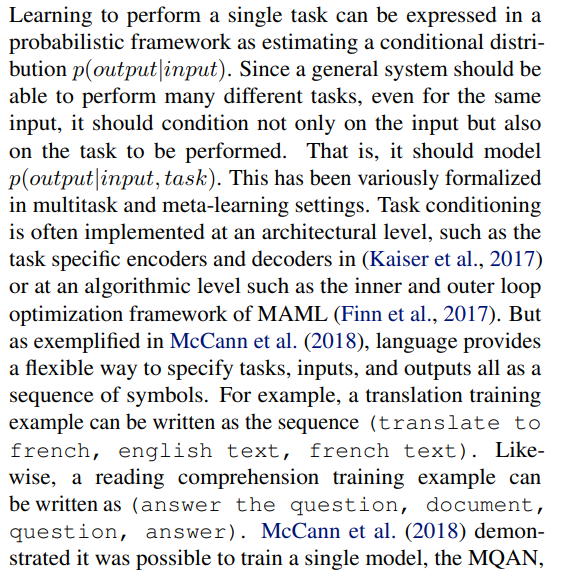 Learning to perform a single task can be expressed in a
probabilistic framework as estimating a conditional distri-
bution p(output|input). Since a general system should be
able to perform many different tasks, even for the same
input, it should condition not only on the input but also
on the task to be performed. That is, it should model
p(output|input, task). This has been variously formalized
in multitask and meta-learning settings. Task conditioning
is often implemented at an architectural level, such as the
task specific encoders and decoders in (Kaiser et al., 2017)
or at an algorithmic level such as the inner and outer loop
optimization framework of MAML (Finn et al., 2017). But
as exemplified in McCann et al. (2018), language provides
a flexible way to specify tasks, inputs, and outputs all as a
sequence of symbols. For example, a translation training
example can be written as the sequence (translate to
french, english text, french text). Like-
wise, a reading comprehension training example can
be written as (answer the question, document,
question, answer). McCann et al. (2018) demon-
strated it was possible to train a single model, the MQAN,